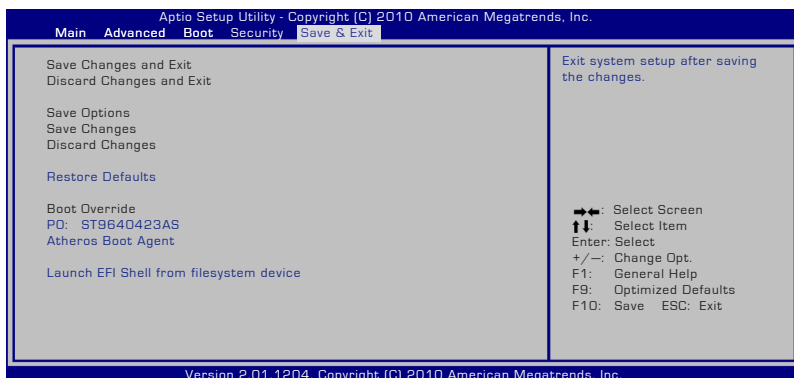 Aptio Setup Utility - Copyright (C) 2010 American Megatrends, Inc.
Main Advanced Boot Security Save & Exit
Save Changes and Exit
Discard Changes and Exit
Save Options
Save Changes
Discard Changes
Restore Defaults
Boot Override
P0: ST9640423AS
Atheros Boot Agent
Launch EFI Shell from filesystem device
Exit system setup after saving
the changes.
→←: Select Screen
↑↓: Select Item
Enter: Select
+/—: Change Opt.
F1: General Help
F9: Optimized Defaults
F10: Save ESC: Exit
Version 2.01.1204. Copyright (C) 2010 American Megatrends, Inc.